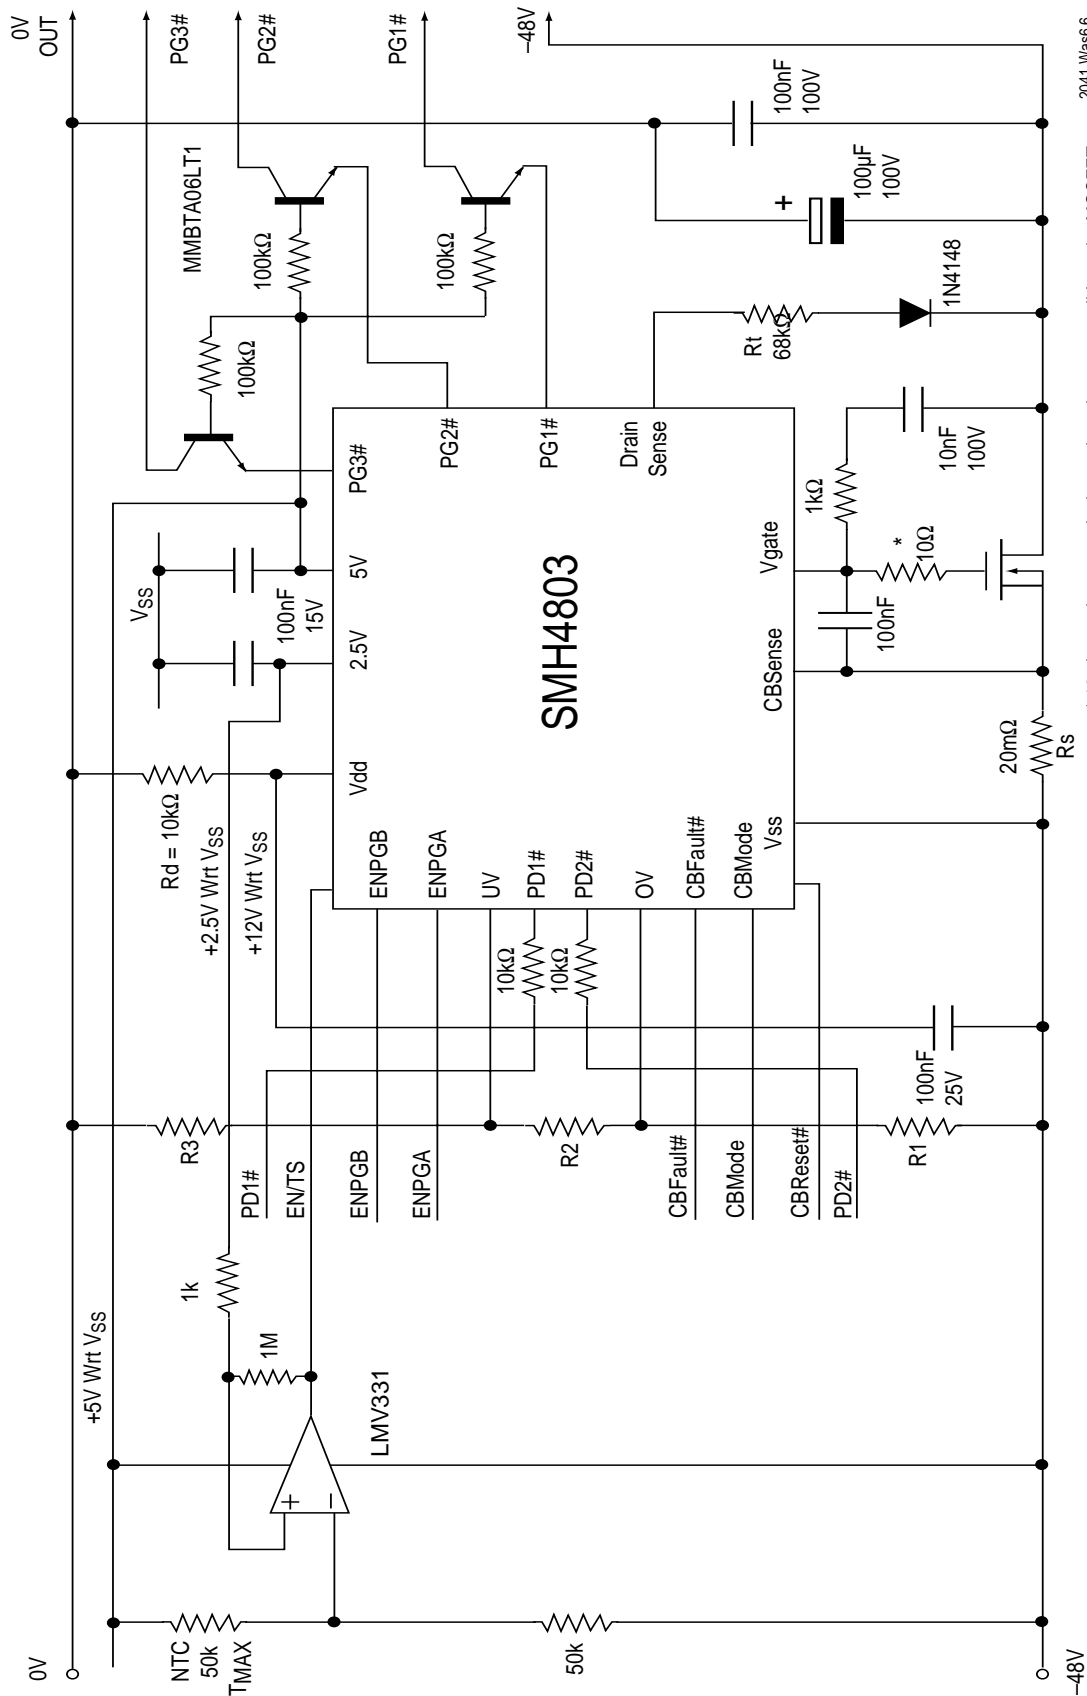 0V
+5V Wrt VSS
NTC
50k
TMAX
50k
–48V
LMV331
+
–
1M
1k
R3
PD1#
EN/TS
ENPGB
ENPGA
R2
CBFault#
CBMode
CBReset#
PD2#
R1
100nF
25V
Rd = 10kΩ
+2.5V Wrt VSS
+12V Wrt VSS
10kΩ
10kΩ
VSS
100nF
15V
Vdd
2.5V
5V
PG3#
ENPGB
ENPGA
UV
PD1#
PD2#
OV
CBFault#
CBMode
Vss
CBSense
Vgate
SMH4803
PG2#
PG1#
Drain
Sense
20mΩ
Rs
100nF
*
10Ω
1kΩ
10nF
100V
Rt
68kΩ
1N4148
+
100µF
100V
100nF
100V
100kΩ
100kΩ
100kΩ
MMBTA06LT1
0V
OUT
PG3#
PG2#
PG1#
–48V